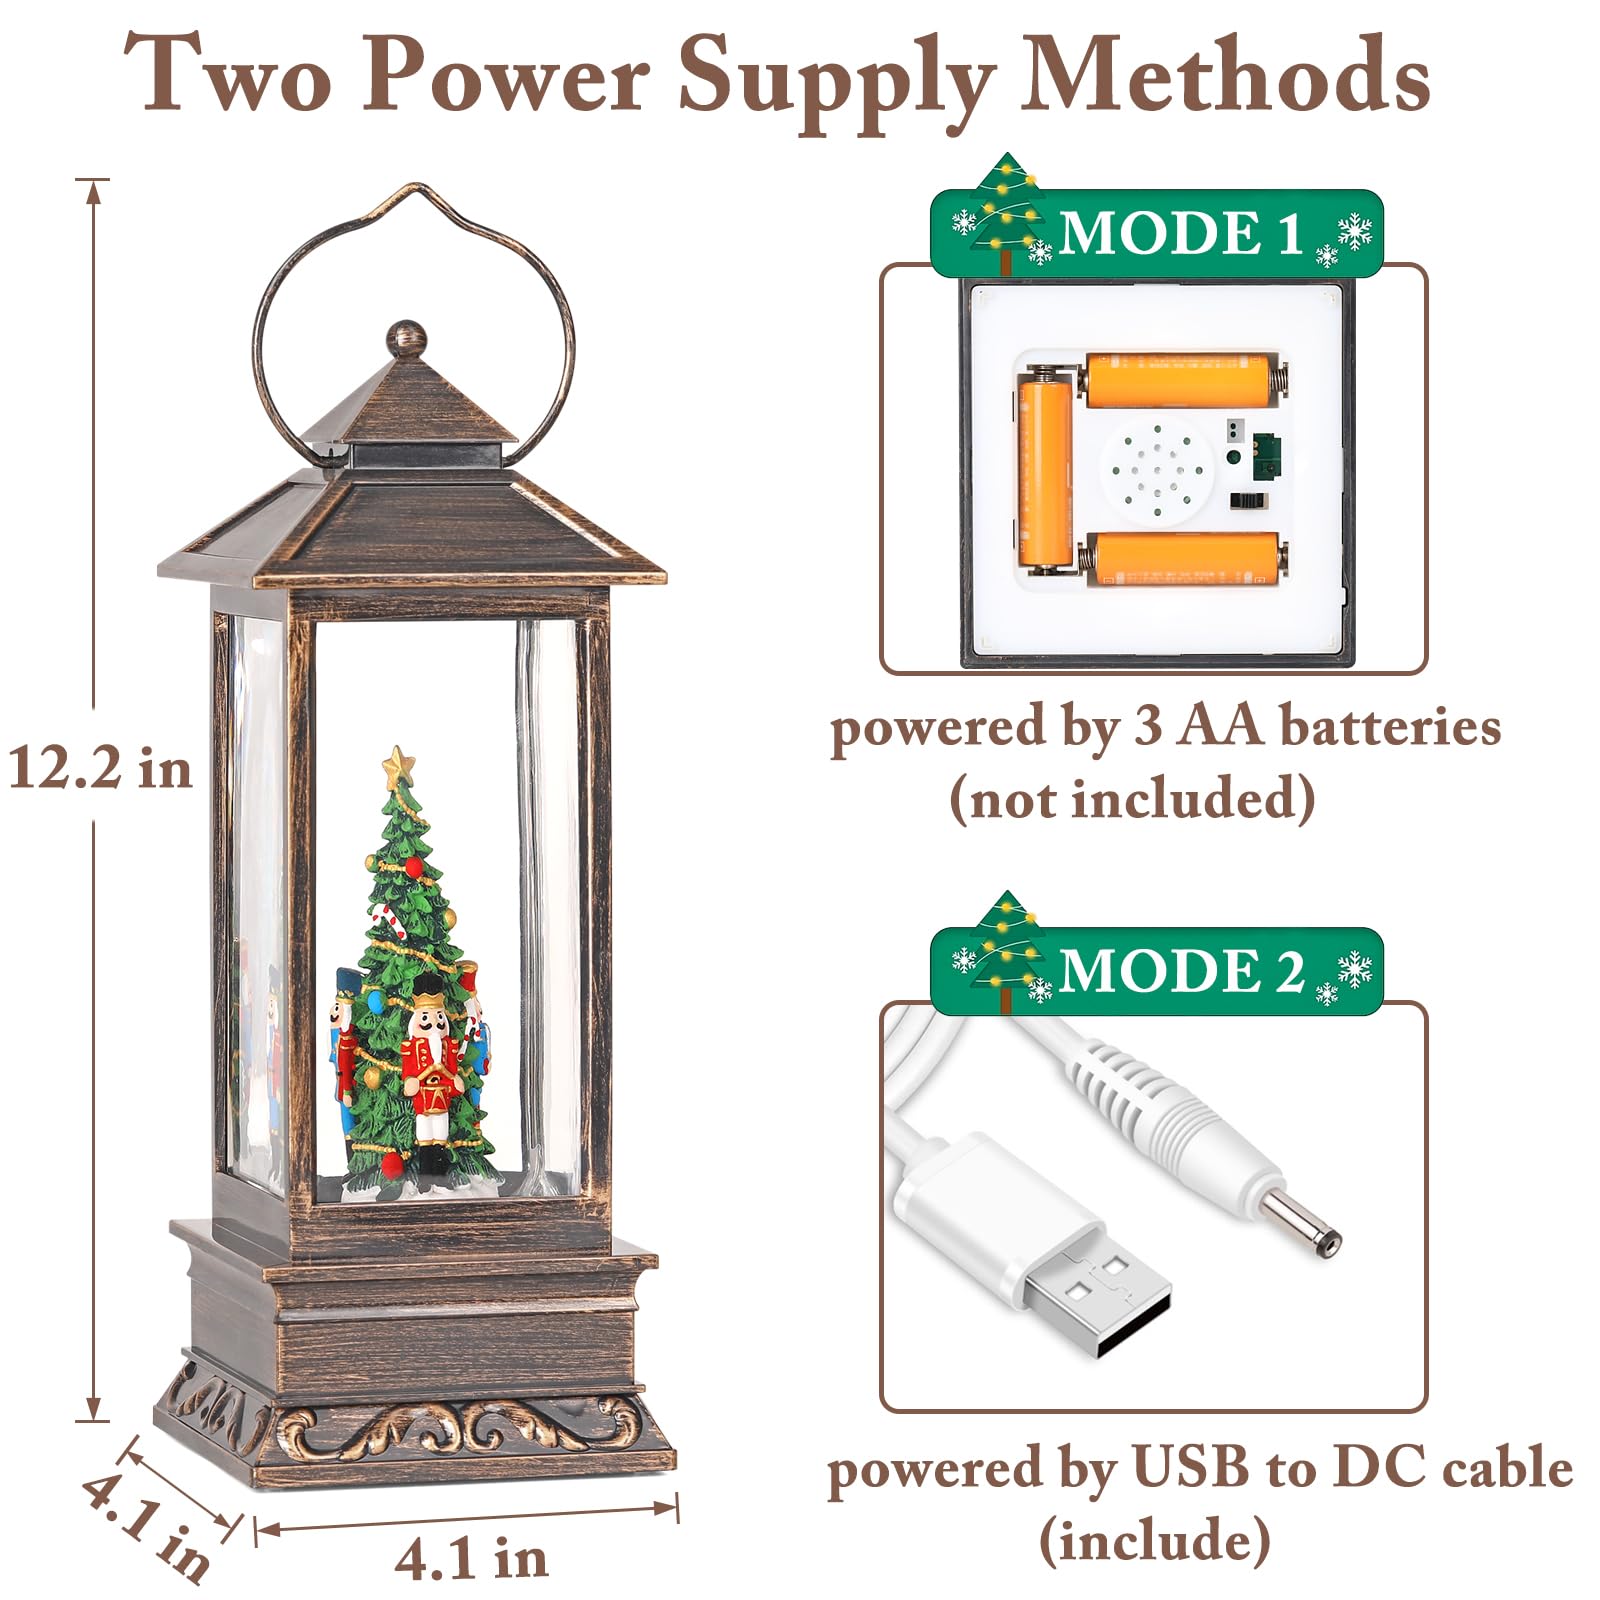 Two Power Supply Methods
MODE 1
12.2 in
powered by 3 AA batteries
(not included)
MODE 2
powered by USB to DC cable
(include)
4.1 in
4.1 in